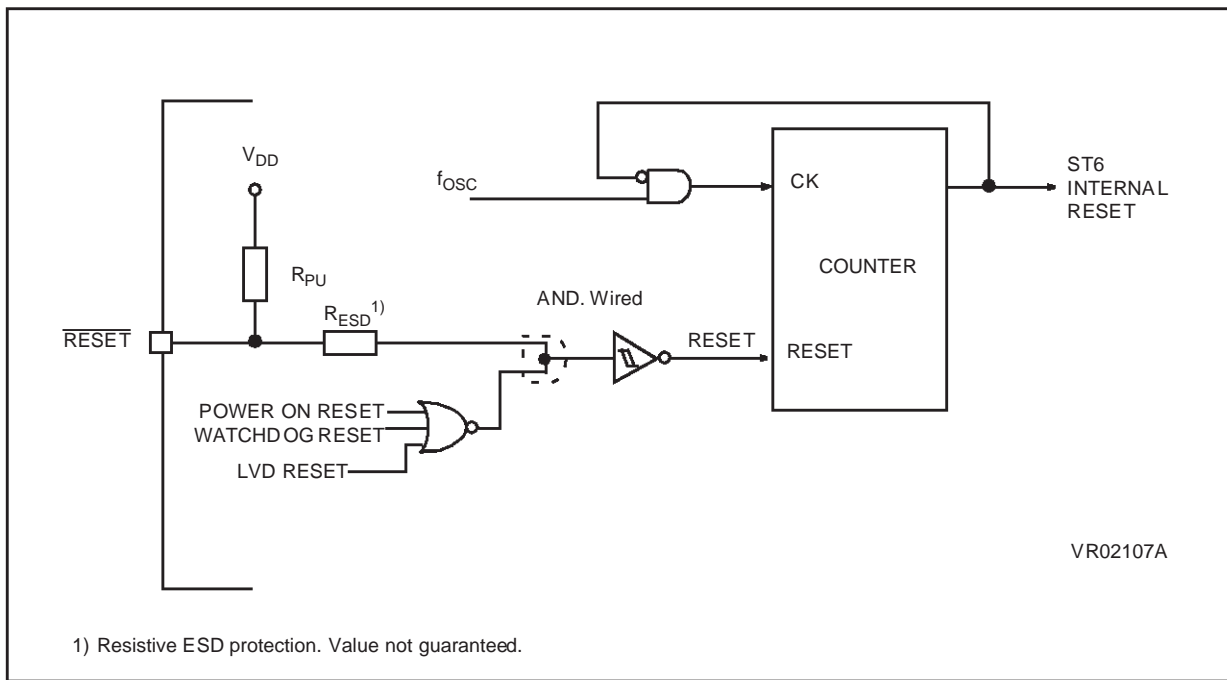 V_DD
f_OSC
CK
ST6
INTERNAL
RESET
R_PU
COUNTER
AND. Wired
R_ESD 1)
RESET
RESET
RESET
POWER ON RESET
WATCHDOG RESET
LVD RESET
VR02107A
1) Resistive ESD protection. Value not guaranteed.